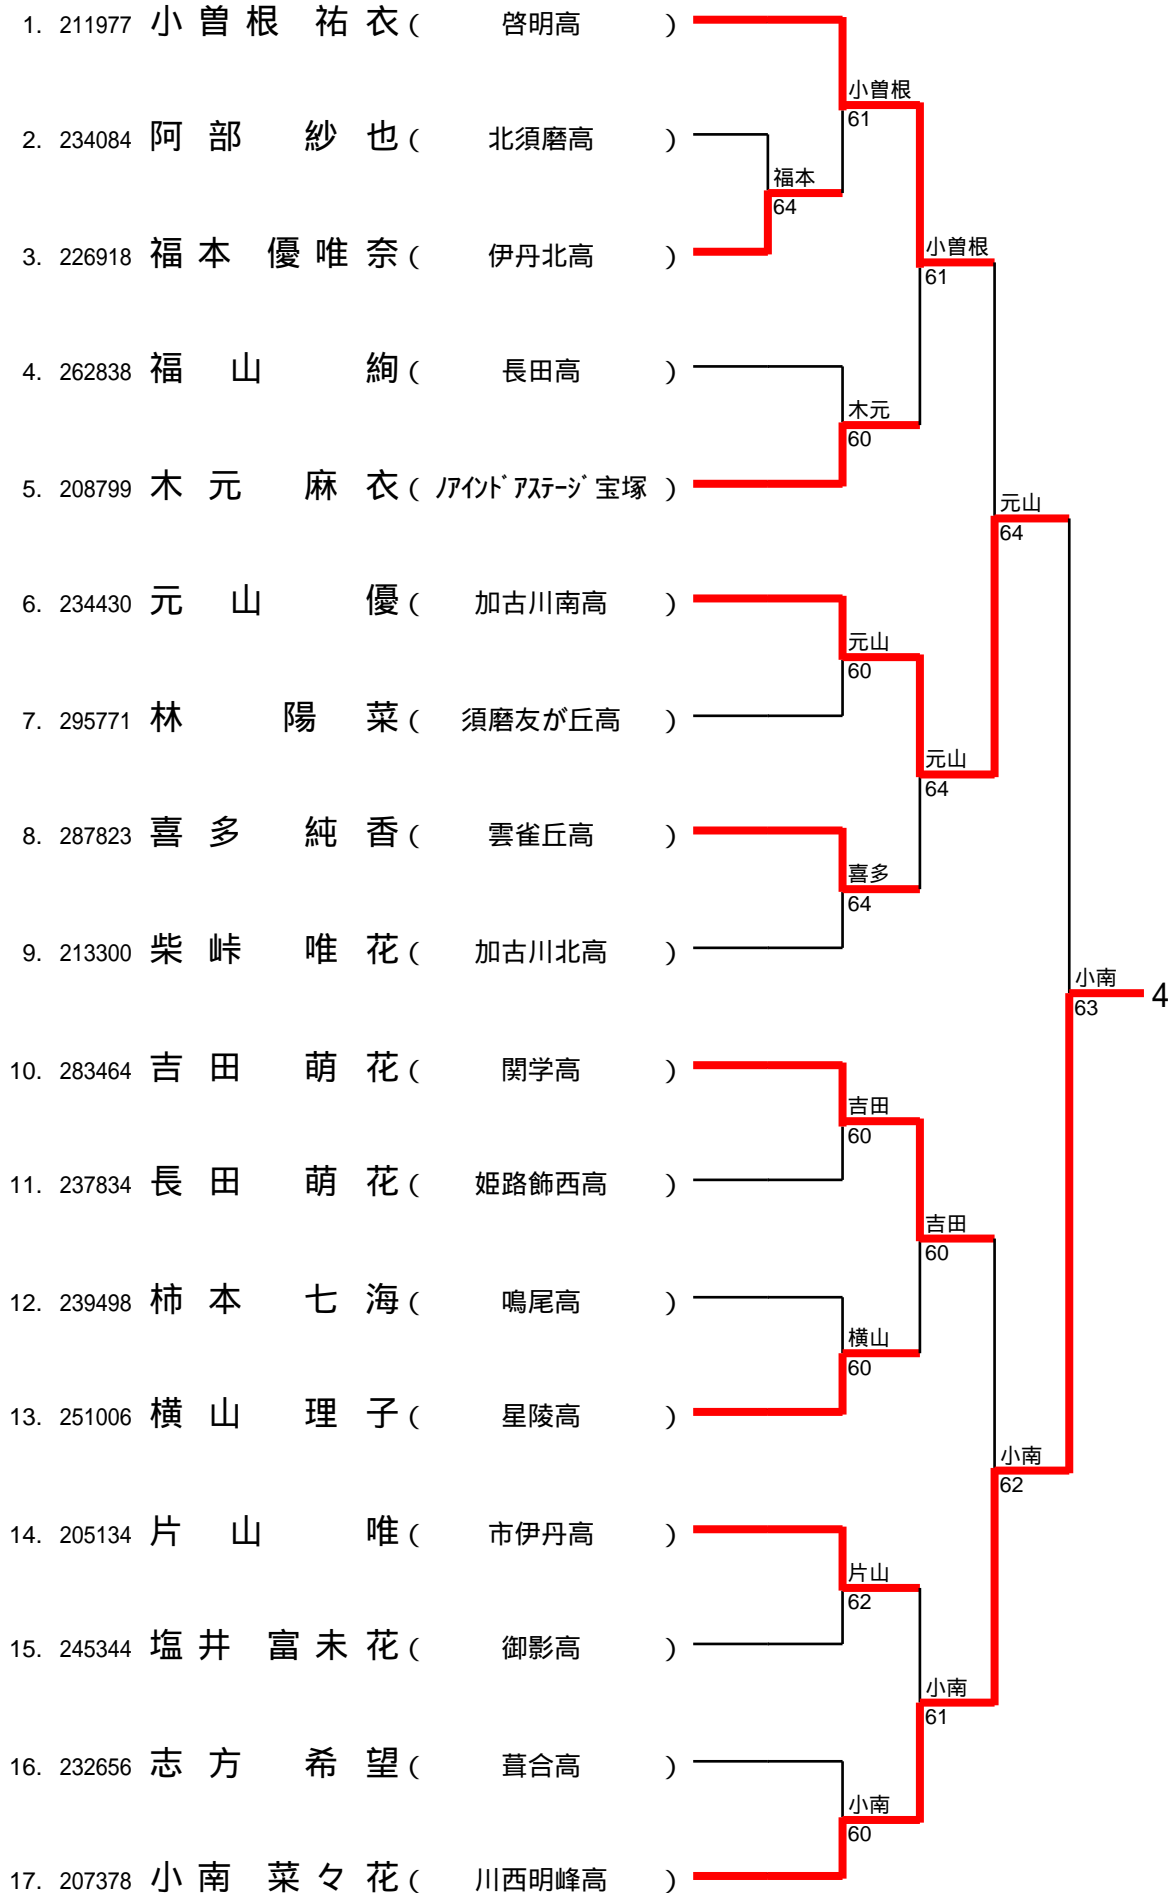 1. 211977 小曽根 祐衣 ( 啓明高 )
小曽根
61
2. 234084 阿部 紗也 ( 北須磨高 )
福本
64
3. 226918 福本 優唯奈 ( 伊丹北高 )
小曽根
61
4. 262838 福山 絢 ( 長田高 )
木元
60
5. 208799 木元 麻衣 ( ﾉｱｲﾝﾄﾞｱｽﾃｰｼﾞ宝塚 )
元山
64
6. 234430 元山 優 ( 加古川南高 )
元山
60
7. 295771 林 陽菜 ( 須磨友が丘高 )
元山
64
8. 287823 喜多 純香 ( 雲雀丘高 )
喜多
64
9. 213300 柴峠 唯花 ( 加古川北高 )
小南
63
4
10. 283464 吉田 萌花 ( 関学高 )
吉田
60
11. 237834 長田 萌花 ( 姫路飾西高 )
吉田
60
12. 239498 柿本 七海 ( 鳴尾高 )
横山
60
13. 251006 横山 理子 ( 星陵高 )
小南
62
14. 205134 片山 唯 ( 市伊丹高 )
片山
62
15. 245344 塩井 富未花 ( 御影高 )
小南
61
16. 232656 志方 希望 ( 葺合高 )
小南
60
17. 207378 小南 菜々花 ( 川西明峰高 )